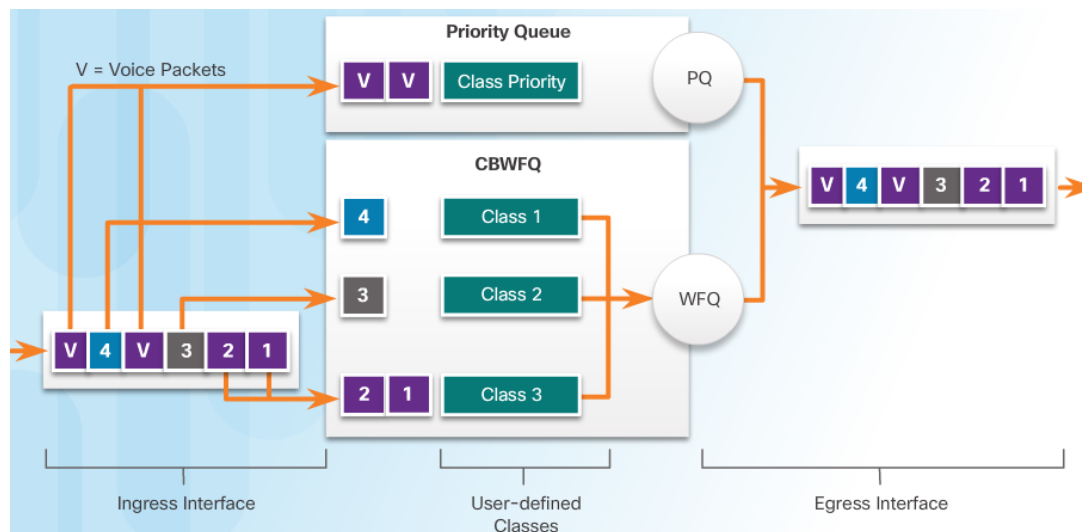 Priority Queue
V = Voice Packets
V V Class Priority
PQ
CBWFQ
4 Class 1
3 Class 2
2 1 Class 3
WFQ
V 4 V 3 2 1
V 4 V 3 2 1
Ingress Interface
User-defined
Classes
Egress Interface